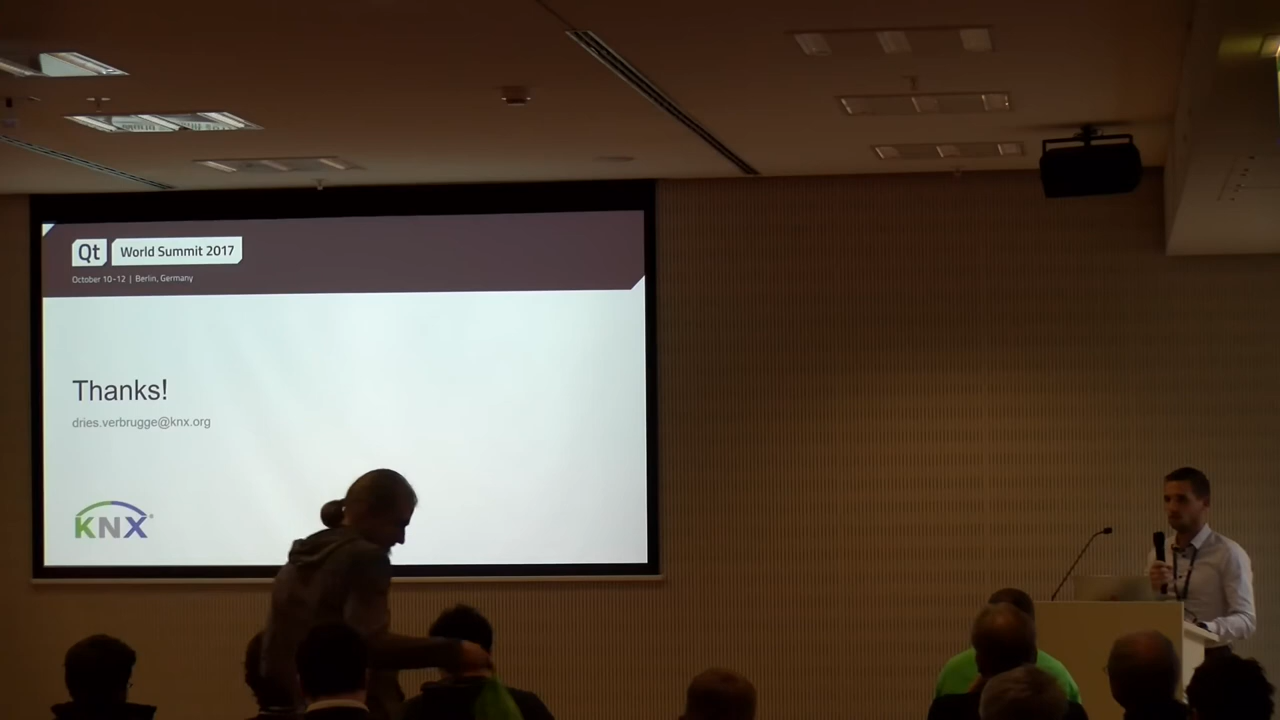 Qt World Summit 2017
October 10-12 | Berlin, Germany
Thanks!
dries.verbrugge@knx.org
KNX